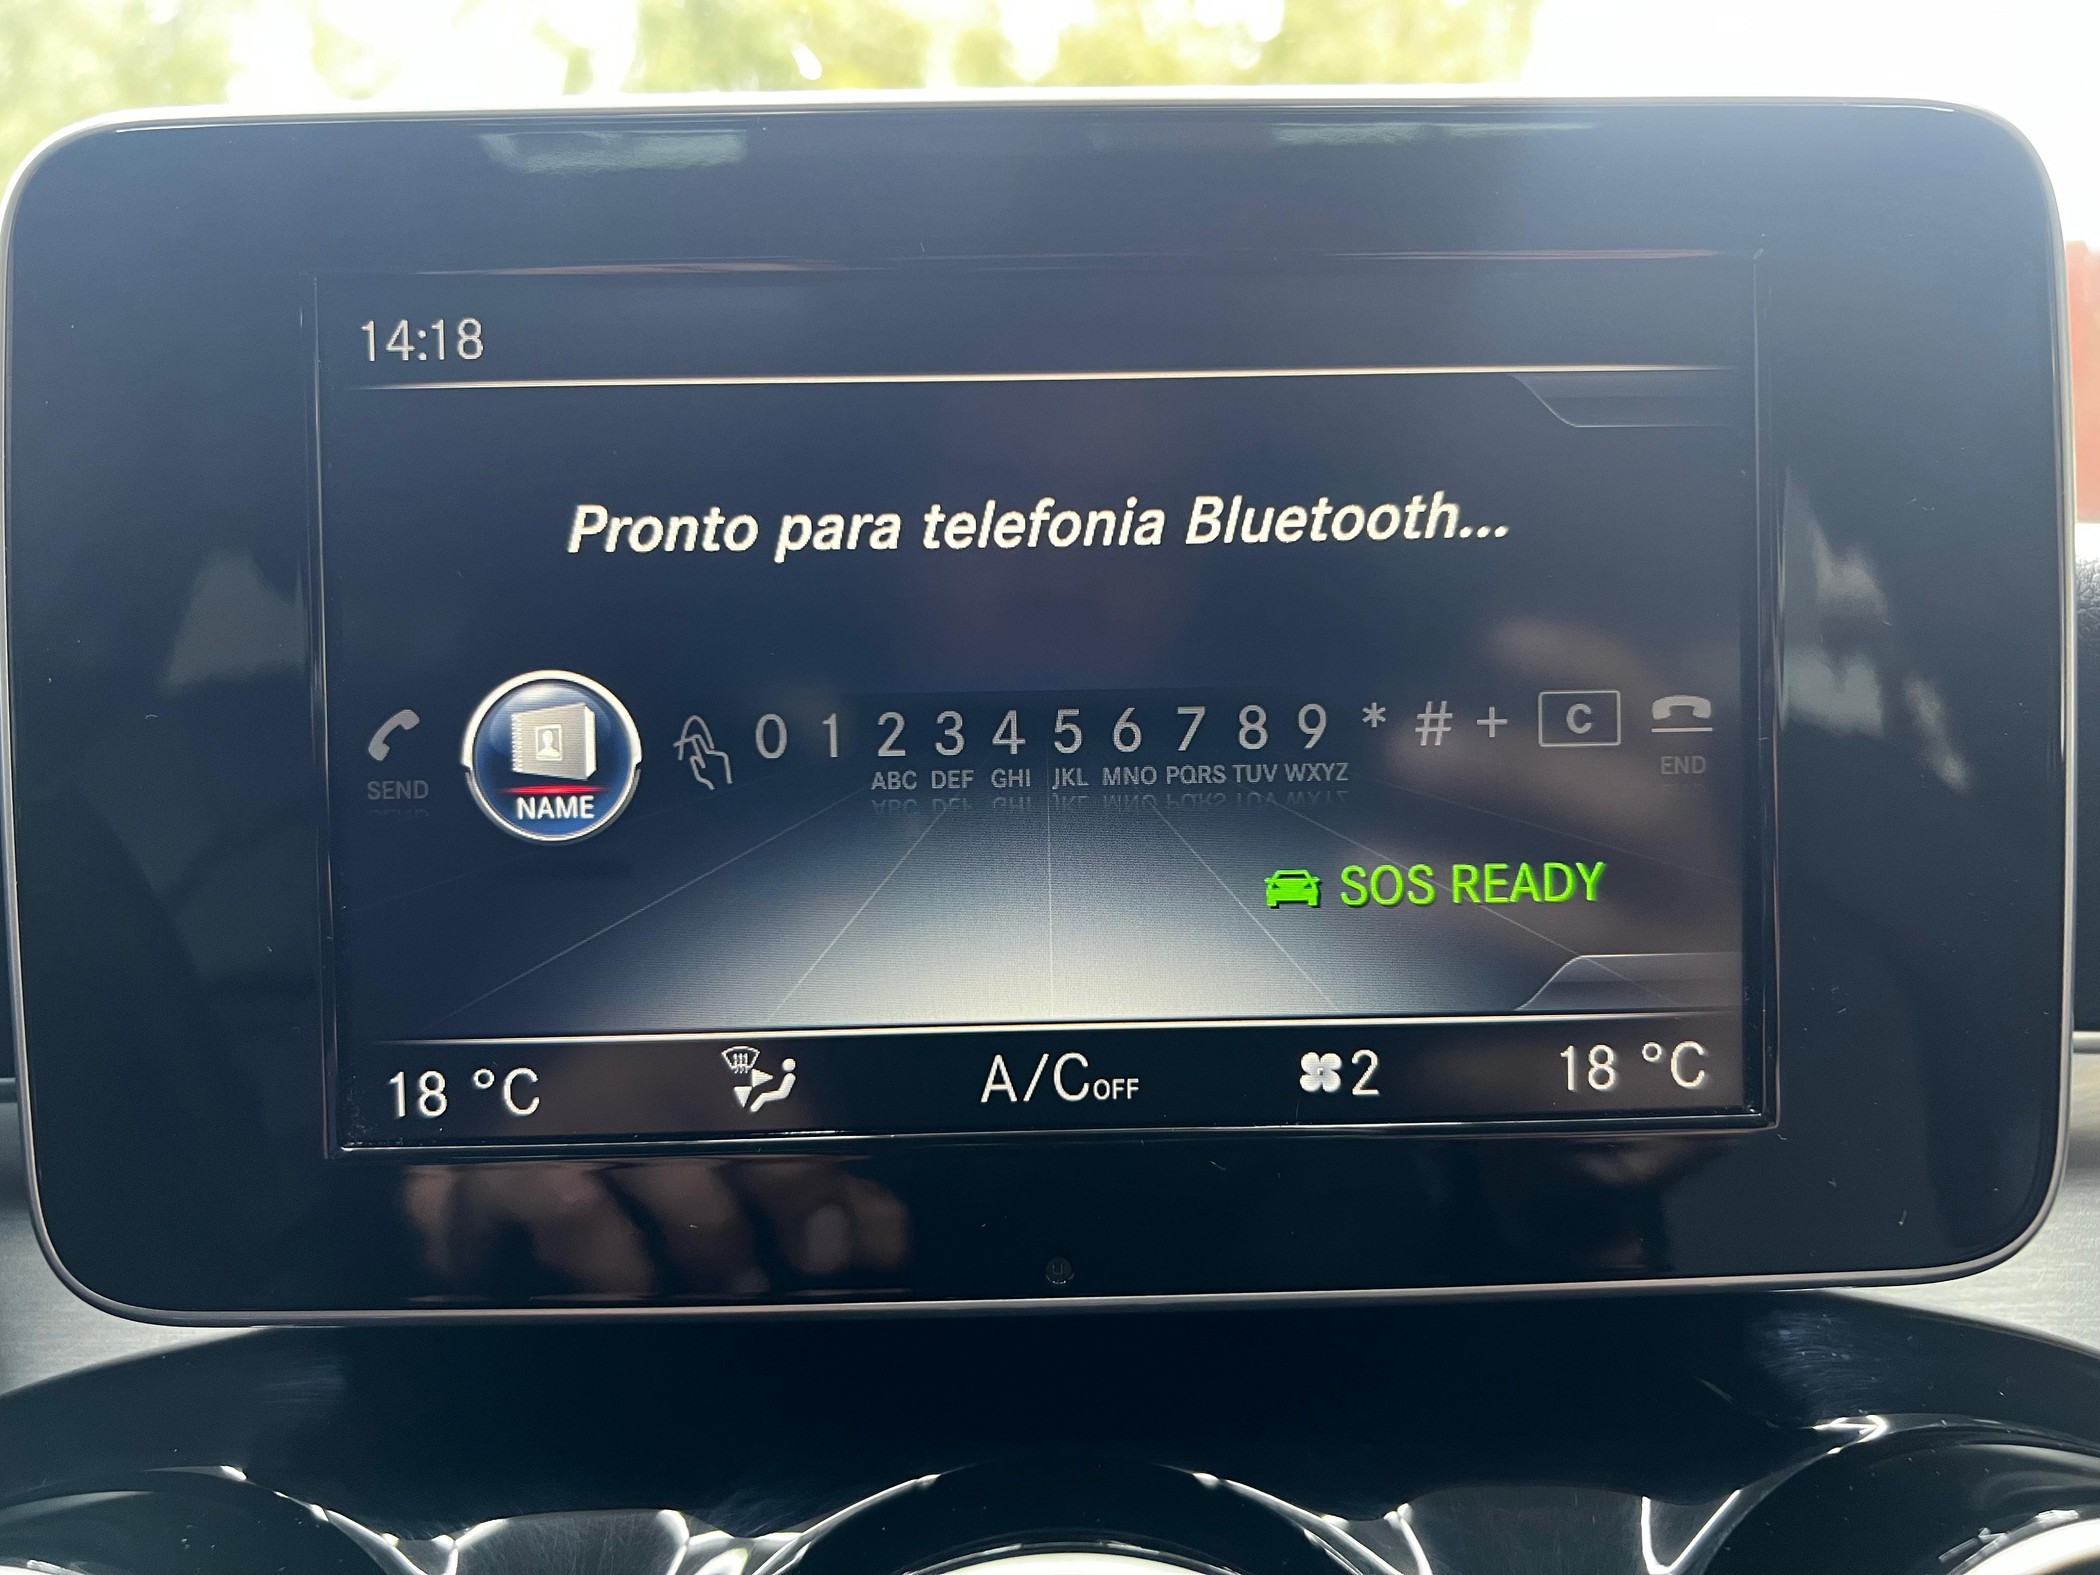 14:18
Pronto para telefonia Bluetooth...
SEND NAME 0 1 2 3 4 5 6 7 8 9 * # + C END
ABC DEF GHI JKL MNO PQRS TUV WXYZ
SOS READY
18 °C A/C OFF 2 18 °C